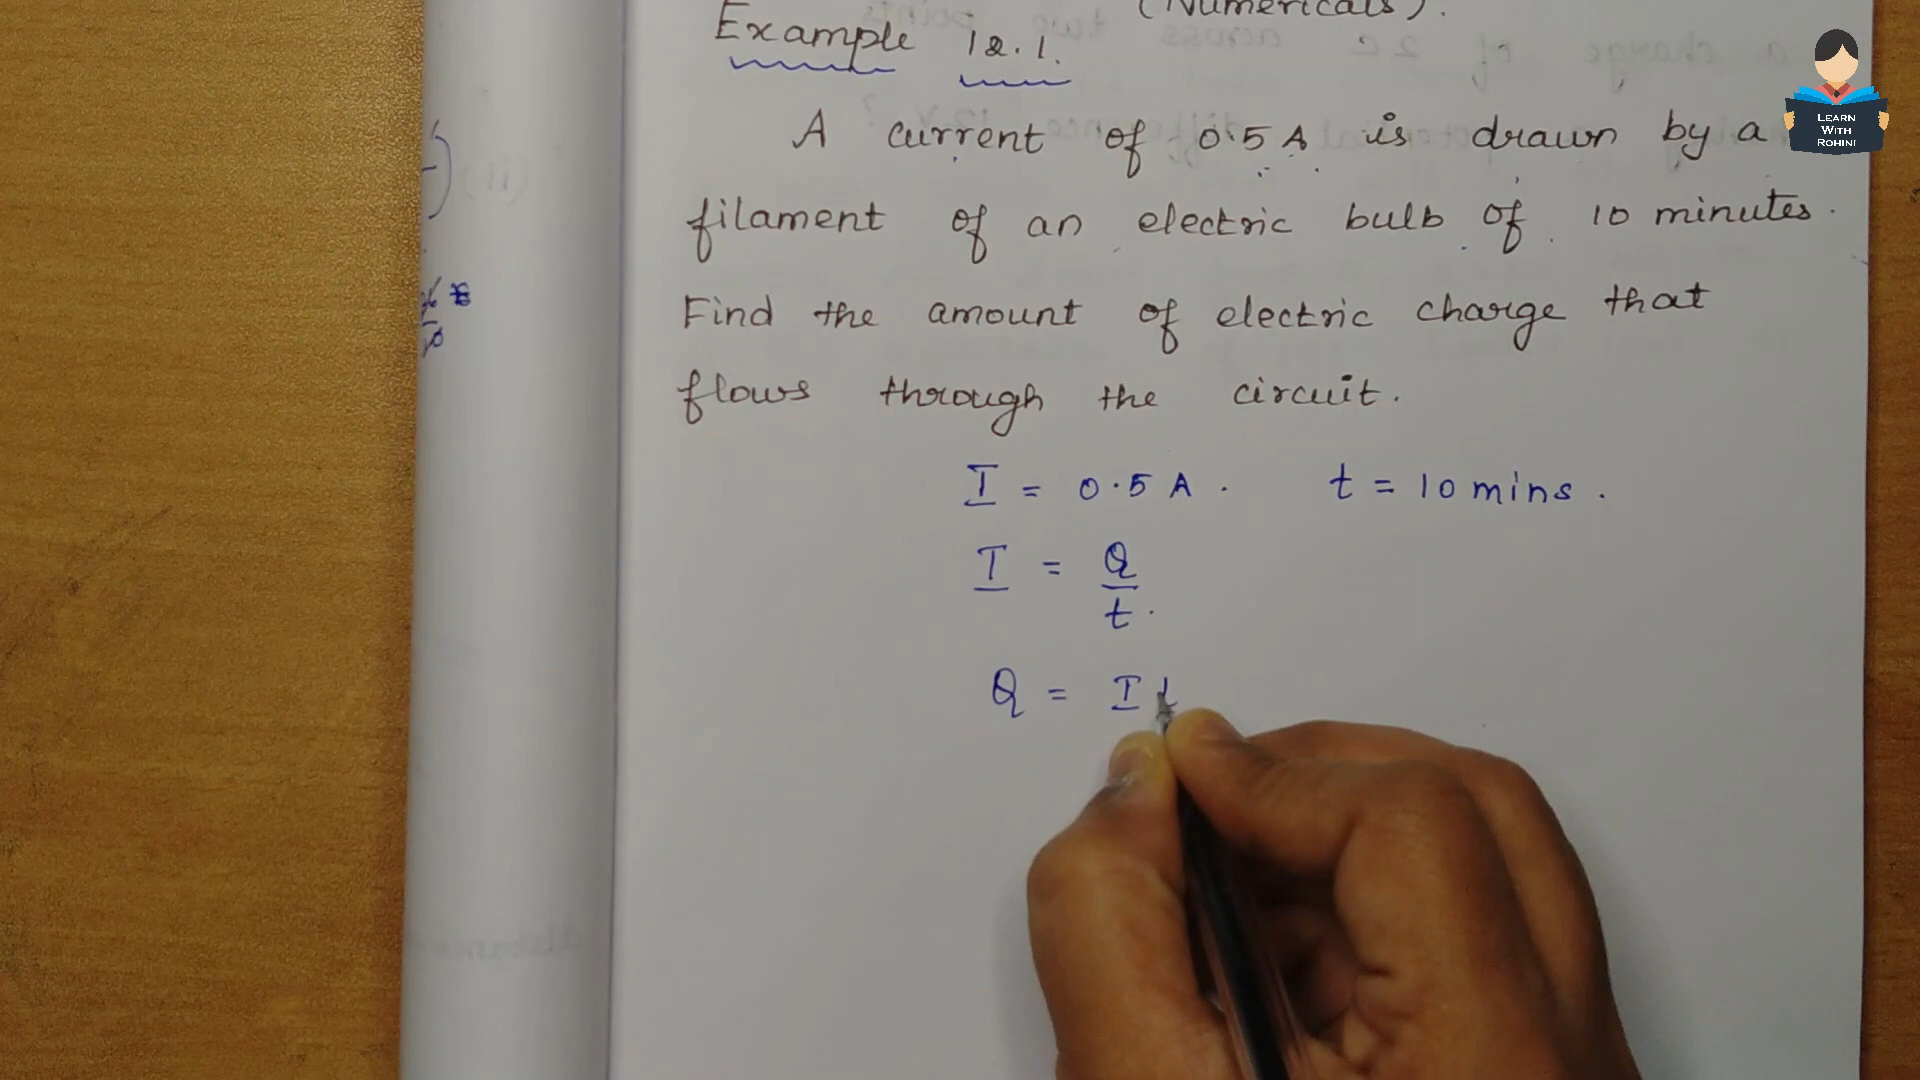 (Numericals).
Example 12.1.
A current of 0.5 A is drawn by a
filament of an electric bulb of 10 minutes.
Find the amount of electric charge that
flows through the circuit.
I = 0.5 A. t = 10 mins.
I = Q
t.
Q = I t
LEARN
WITH
ROHINI